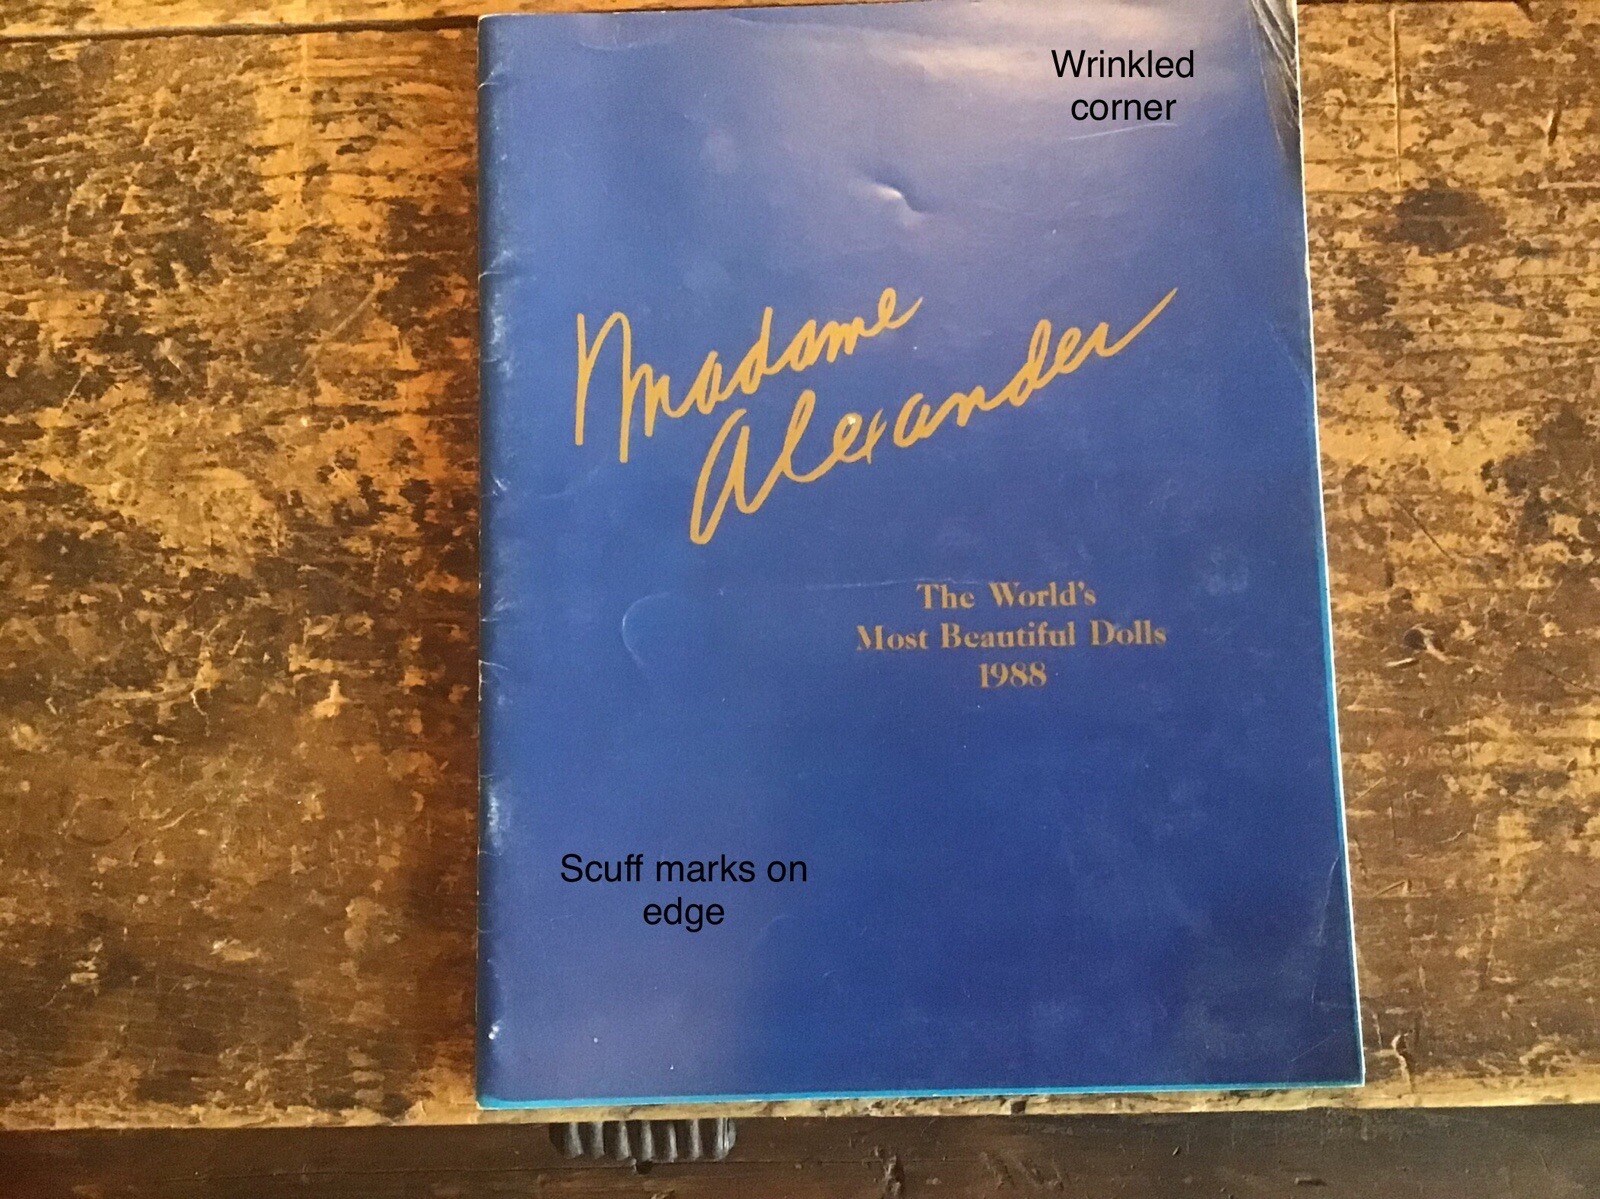 Wrinkled
corner
Madame
Alexander
The World's
Most Beautiful Dolls
1988
Scuff marks on
edge